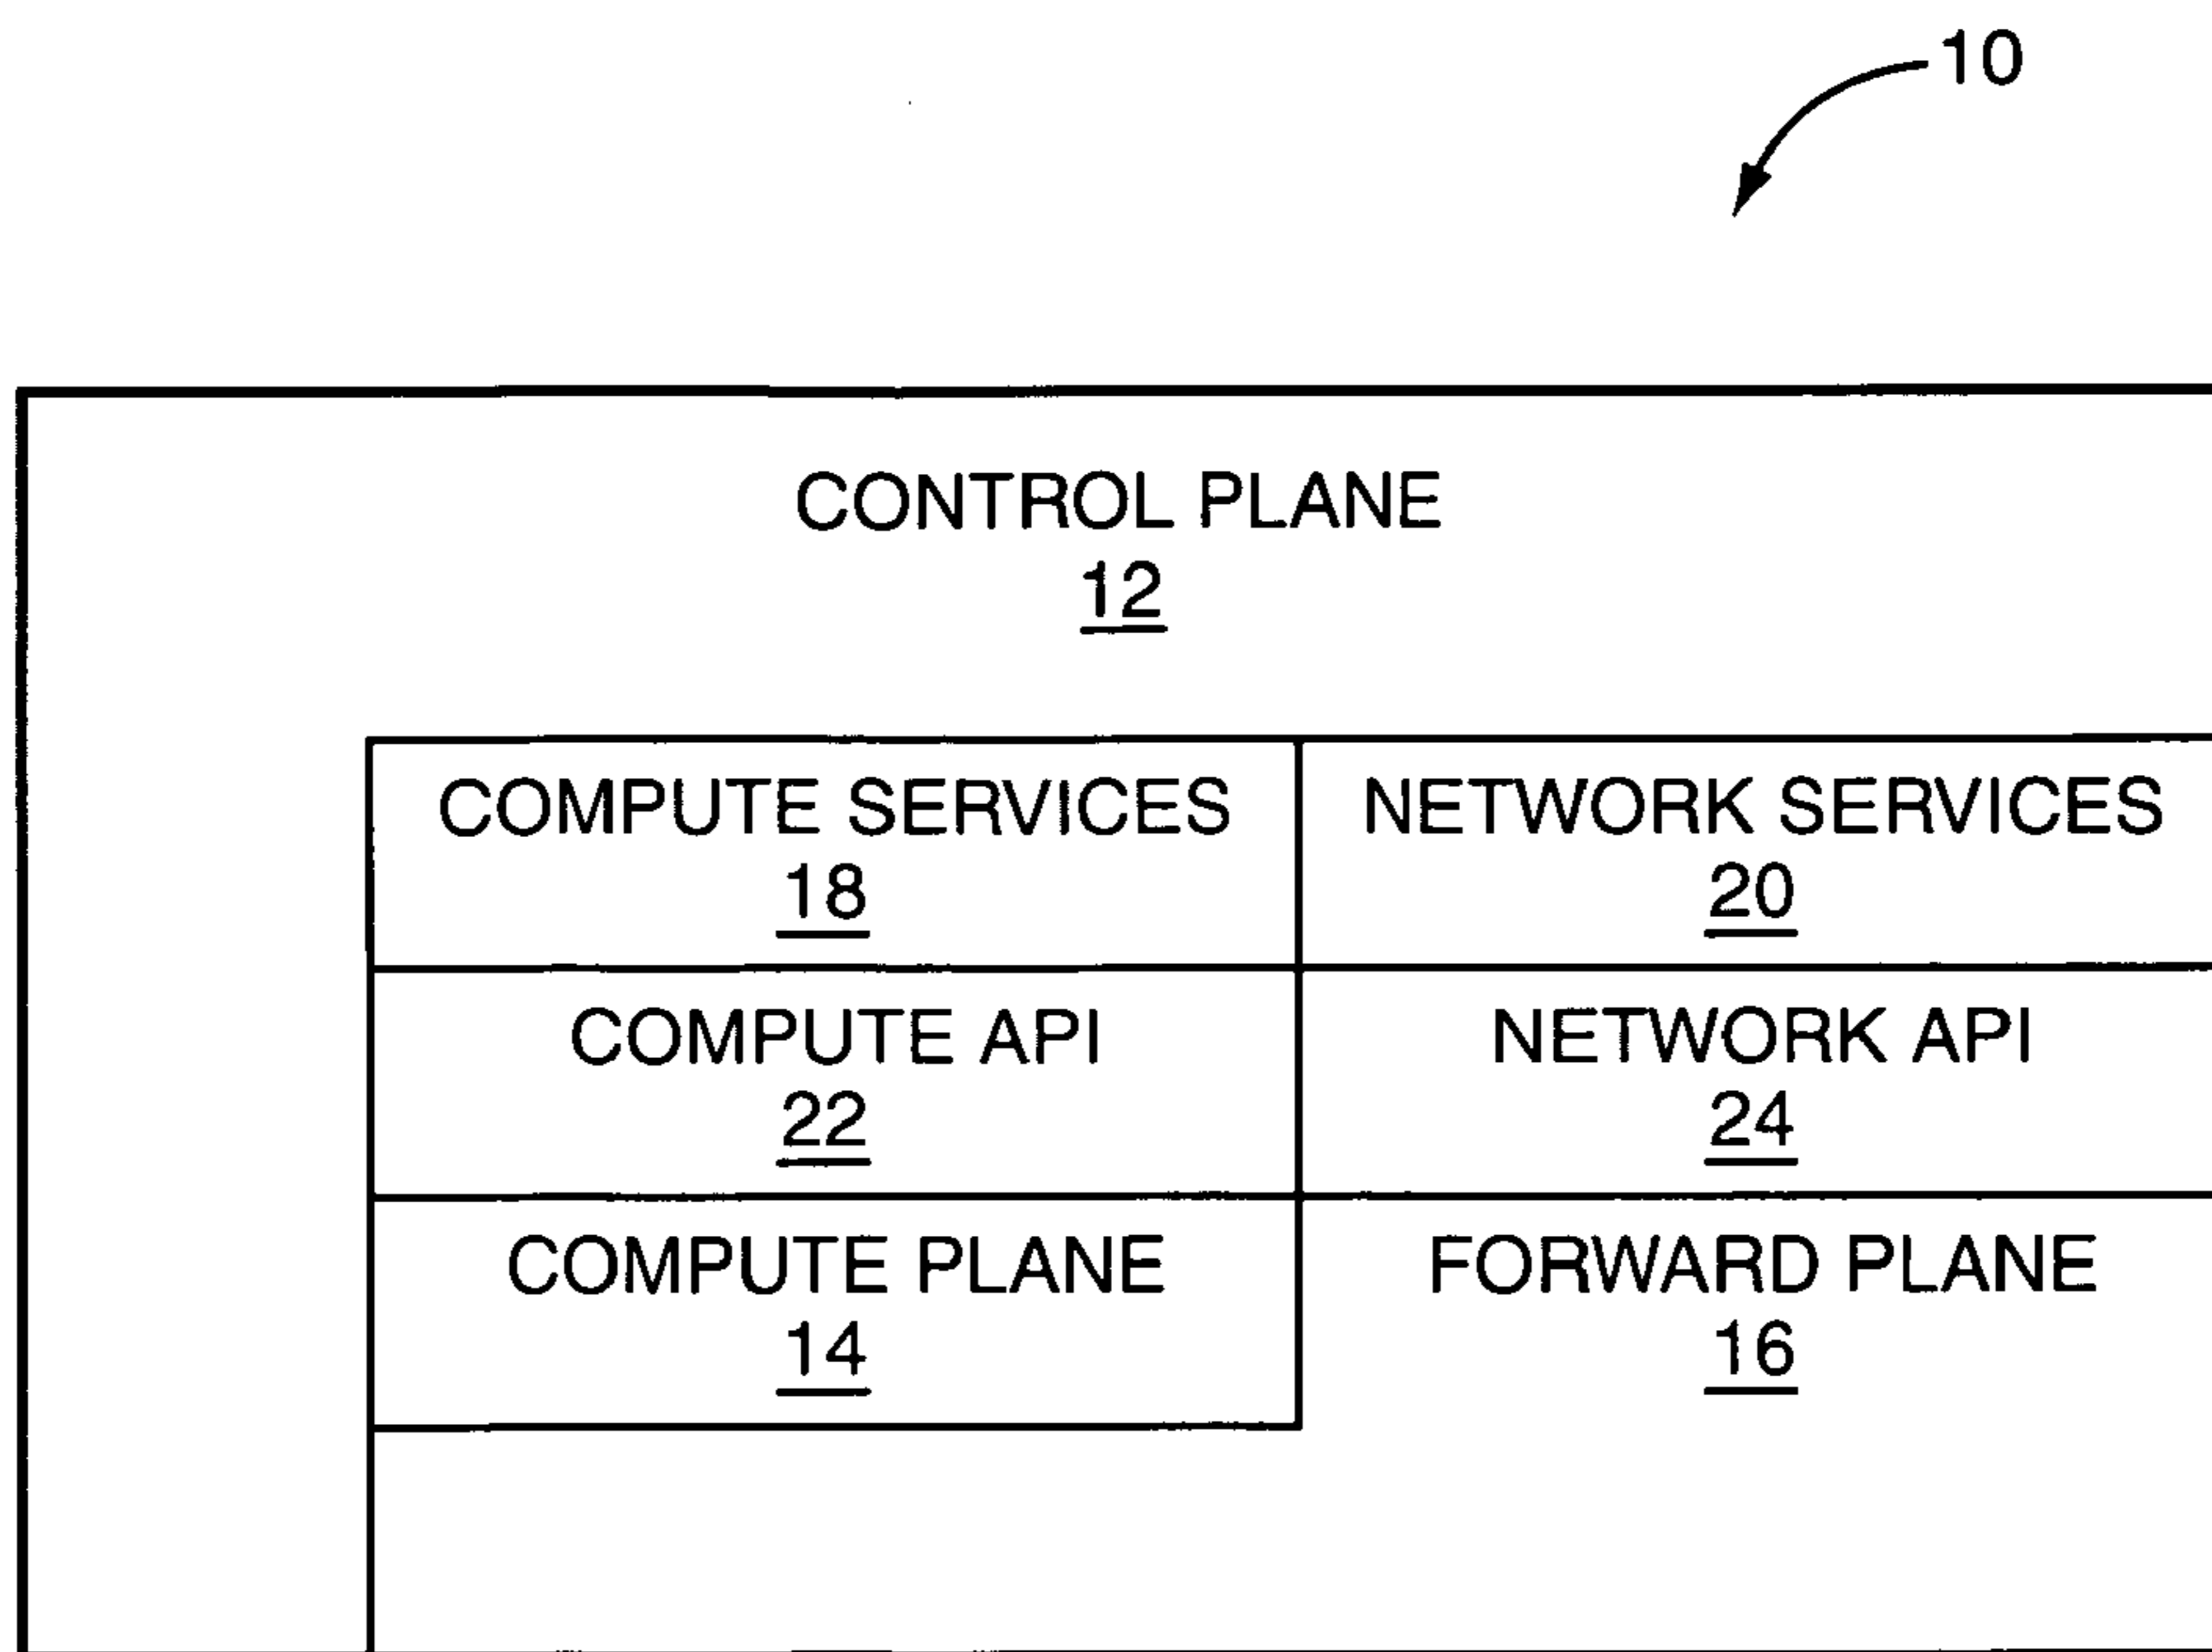 10
CONTROL PLANE
12
COMPUTE SERVICES
18
NETWORK SERVICES
20
COMPUTE API
22
NETWORK API
24
COMPUTE PLANE
14
FORWARD PLANE
16